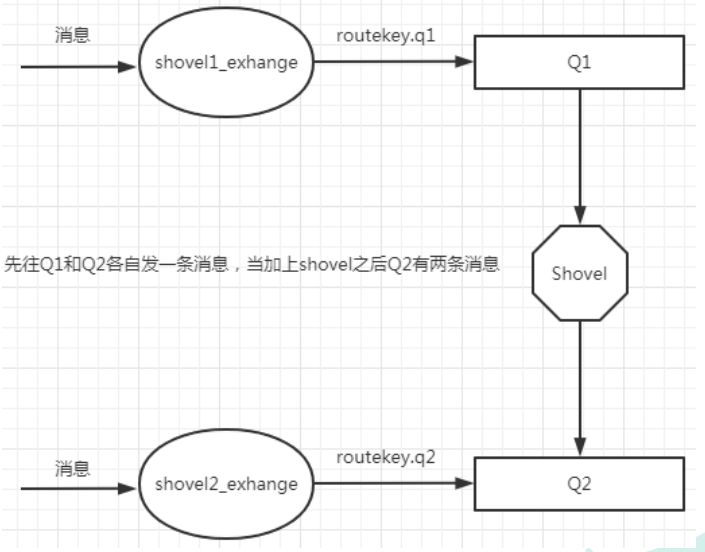 消息
routekey.q1
shovel1_exhange
Q1
先往Q1和Q2各自发一条消息，当加上shovel之后Q2有两条消息
Shovel
消息
routekey.q2
shovel2_exhange
Q2